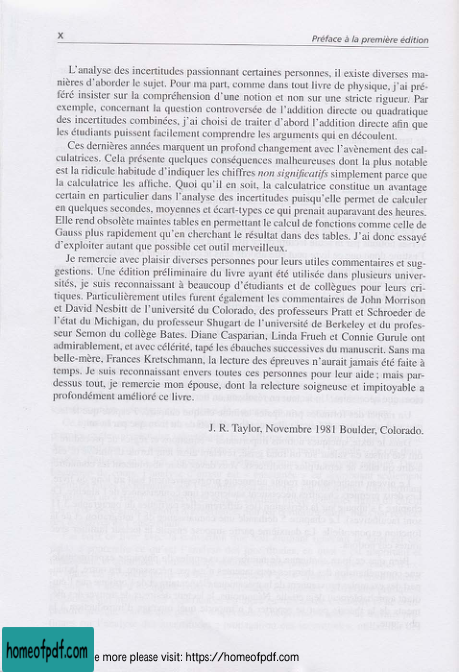 X
Préface à la première édition
L'analyse des incertitudes passionnant certaines personnes, il existe diverses ma-
nières d'aborder le sujet. Pour ma part, comme dans tout livre de physique, j'ai pré-
féré insister sur la compréhension d'une notion et non sur une stricte rigueur. Par
exemple, concernant la question controversée de l'addition directe ou quadratique
des incertitudes combinées, j'ai choisi de traiter d'abord l'addition directe afin que
les étudiants puissent facilement comprendre les arguments qui en découlent.
Ces dernières années marquent un profond changement avec l'avènement des cal-
culatrices. Cela présente quelques conséquences malheureuses dont la plus notable
est la ridicule habitude d'indiquer les chiffres non significatifs simplement parce que
la calculatrice les affiche. Quoi qu'il en soit, la calculatrice constitue un avantage
certain en particulier dans l'analyse des incertitudes puisqu'elle permet de calculer
en quelques secondes, moyennes et écart-types ce qui prenait auparavant des heures.
Elle rend obsolète maintes tables en permettant le calcul de fonctions comme celle de
Gauss plus rapidement qu'en cherchant le résultat dans des tables. J'ai donc essayé
d'exploiter autant que possible cet outil merveilleux.
Je remercie avec plaisir diverses personnes pour leurs utiles commentaires et sug-
gestions. Une édition préliminaire du livre ayant été utilisée dans plusieurs univer-
sités, je suis reconnaissant à beaucoup d'étudiants et de collègues pour leurs cri-
tiques. Particulièrement utiles furent également les commentaires de John Morrison
et David Nesbitt de l'université du Colorado, des professeurs Pratt et Schroeder de
l'état du Michigan, du professeur Shugart de l'université de Berkeley et du profes-
seur Semon du collège Bates. Diane Casparian, Linda Frueh et Connie Gurule ont
admirablement, et avec célérité, tapé les ébauches successives du manuscrit. Sans ma
belle-mère, Frances Kretschmann, la lecture des épreuves n'aurait jamais été faite à
temps. Je suis reconnaissant envers toutes ces personnes pour leur aide ; mais par-
dessus tout, je remercie mon épouse, dont la relecture soigneuse et impitoyable a
profondément amélioré ce livre.
J. R. Taylor, Novembre 1981 Boulder, Colorado.
homeofpdf.com
e more please visit: https://homeofpdf.com